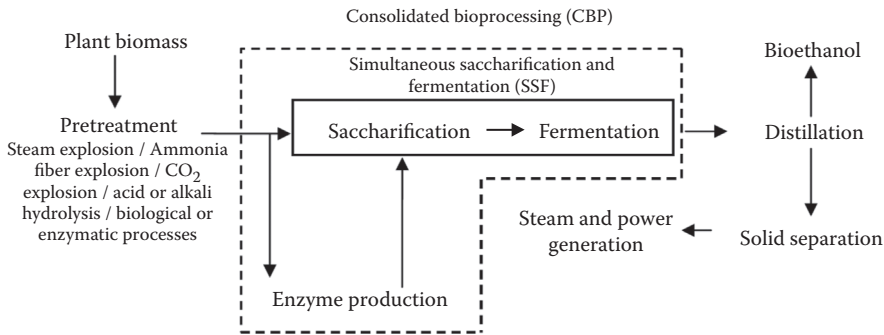 Consolidated bioprocessing (CBP)
Plant biomass
Simultaneous saccharification and
fermentation (SSF)
Bioethanol
Pretreatment
Steam explosion / Ammonia
fiber explosion / CO₂
explosion / acid or alkali
hydrolysis / biological or
enzymatic processes
Saccharification
Fermentation
Distillation
Steam and power
generation
Solid separation
Enzyme production